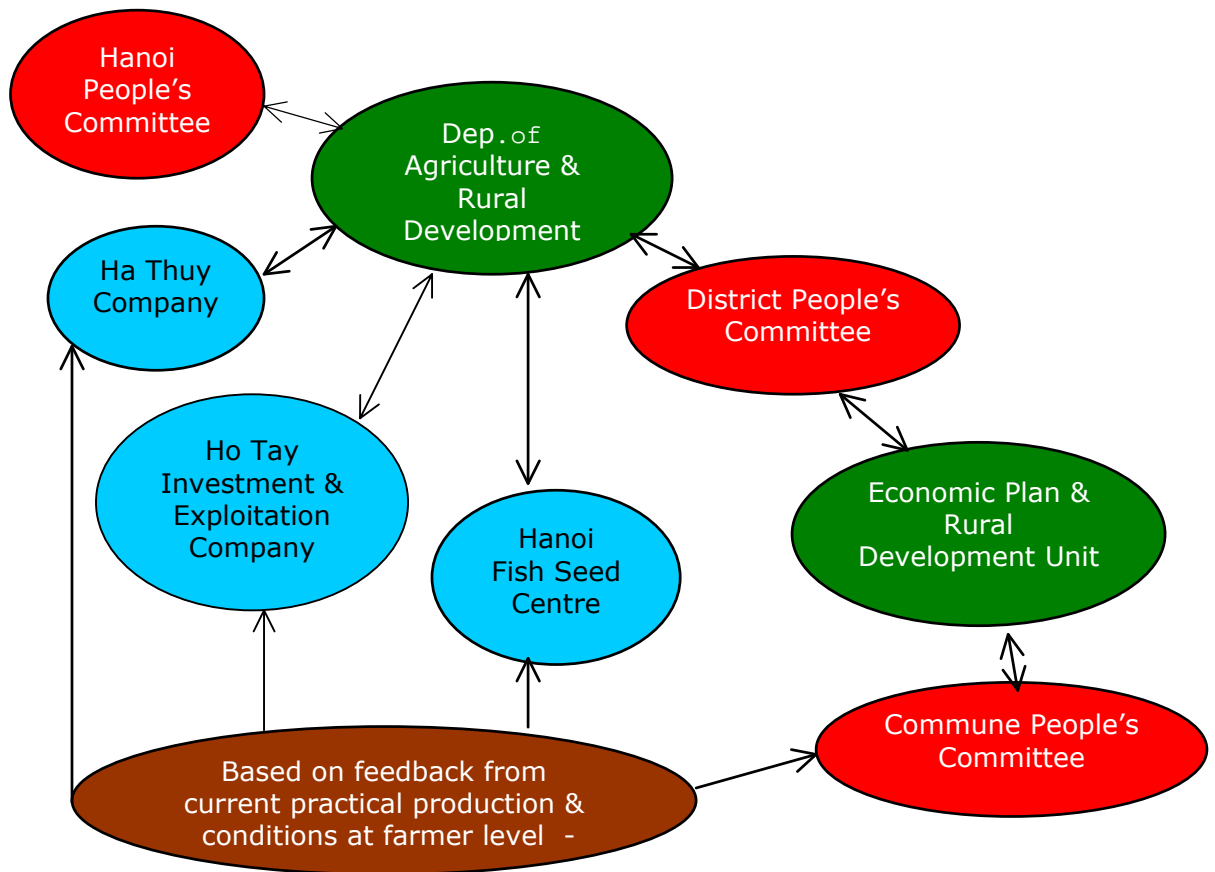 Hanoi
People’s
Committee
Dep.of
Agriculture &
Rural
Development
Ha Thuy
Company
District People’s
Committee
Ho Tay
Investment &
Exploitation
Company
Hanoi
Fish Seed
Centre
Economic Plan &
Rural
Development Unit
Commune People’s
Committee
Based on feedback from
current practical production &
conditions at farmer level -